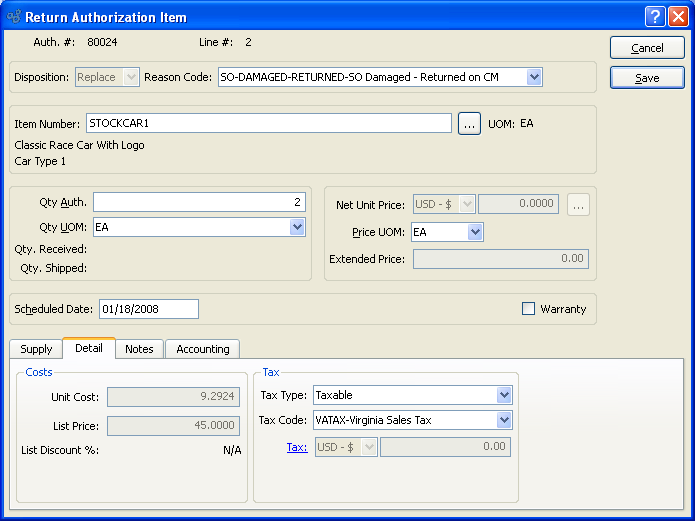 Return Authorization Item
Auth. #: 80024 Line #: 2
Cancel
Save
Disposition: Replace Reason Code: SO-DAMAGED-RETURNED-SO Damaged - Returned on CM
Item Number: STOCKCAR1 ... UOM: EA
Classic Race Car With Logo
Car Type 1
Qty Auth. 2
Qty UOM: EA
Qty. Received:
Qty. Shipped:
Net Unit Price: USD - $ 0.0000 ...
Price UOM: EA
Extended Price: 0.00
Scheduled Date: 01/18/2008 Warranty
Supply Detail Notes Accounting
Costs
Unit Cost: 9.2924
List Price: 45.0000
List Discount %: N/A
Tax
Tax Type: Taxable
Tax Code: VATAX-Virginia Sales Tax
Tax: USD - $ 0.00